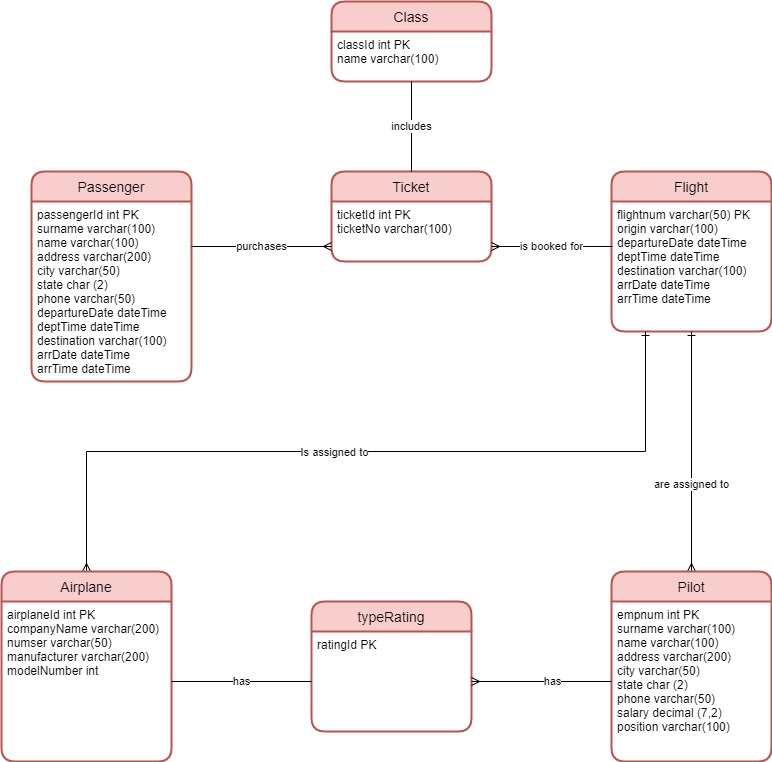 Class
classId int PK
name varchar(100)
includes
Passenger
passengerId int PK
surname varchar(100)
name varchar(100)
address varchar(200)
city varchar(50)
state char (2)
phone varchar(50)
departureDate dateTime
deptTime dateTime
destination varchar(100)
arrDate dateTime
arrTime dateTime
purchases
Ticket
ticketId int PK
ticketNo varchar(100)
is booked for
Flight
flightnum varchar(50) PK
origin varchar(100)
departureDate dateTime
deptTime dateTime
destination varchar(100)
arrDate dateTime
arrTime dateTime
Is assigned to
are assigned to
Airplane
airplaneId int PK
companyName varchar(200)
numser varchar(50)
manufacturer varchar(200)
modelNumber int
has
typeRating
ratingId PK
has
Pilot
empnum int PK
surname varchar(100)
name varchar(100)
address varchar(200)
city varchar(50)
state char (2)
phone varchar(50)
salary decimal (7,2)
position varchar(100)